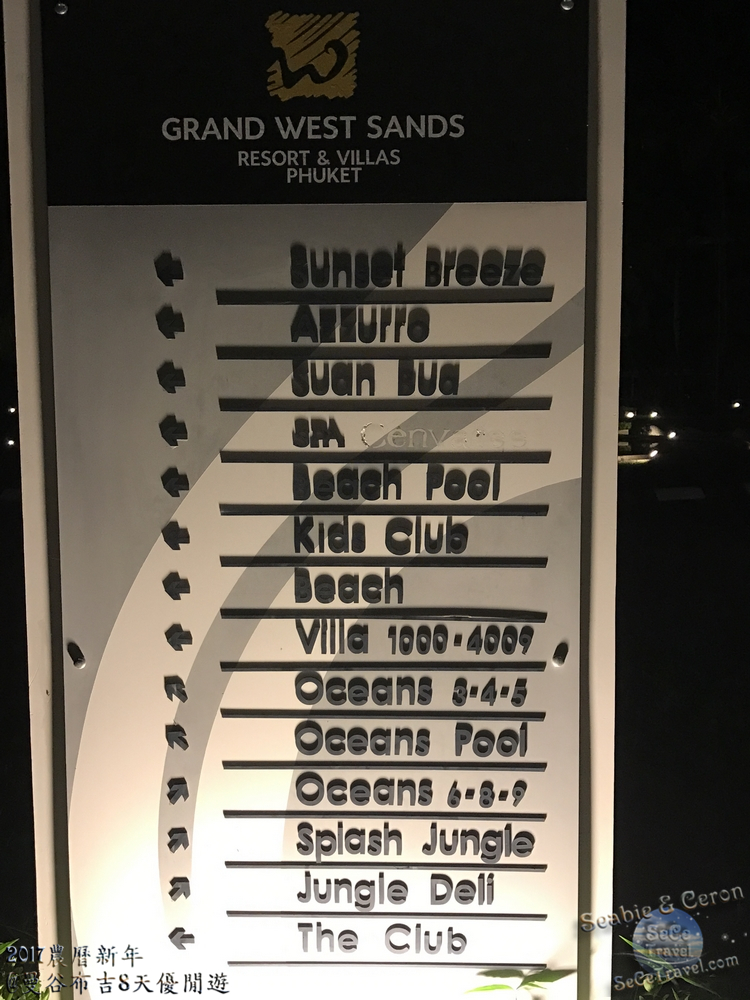 GRAND WEST SANDS
RESORT & VILLAS
PHUKET
Sunset Breeze
Azzurro
Suan Bua
SPA
Beach Pool
Kids Club
Beach
Villa 1000-4009
Oceans 3-4-5
Oceans Pool
Oceans 6-8-9
Splash Jungle
Jungle Deli
The Club
Seabie & Ceron
SeCe
Travel
SeCeTravel.com
2017農曆新年
@曼谷布吉8天優閒遊